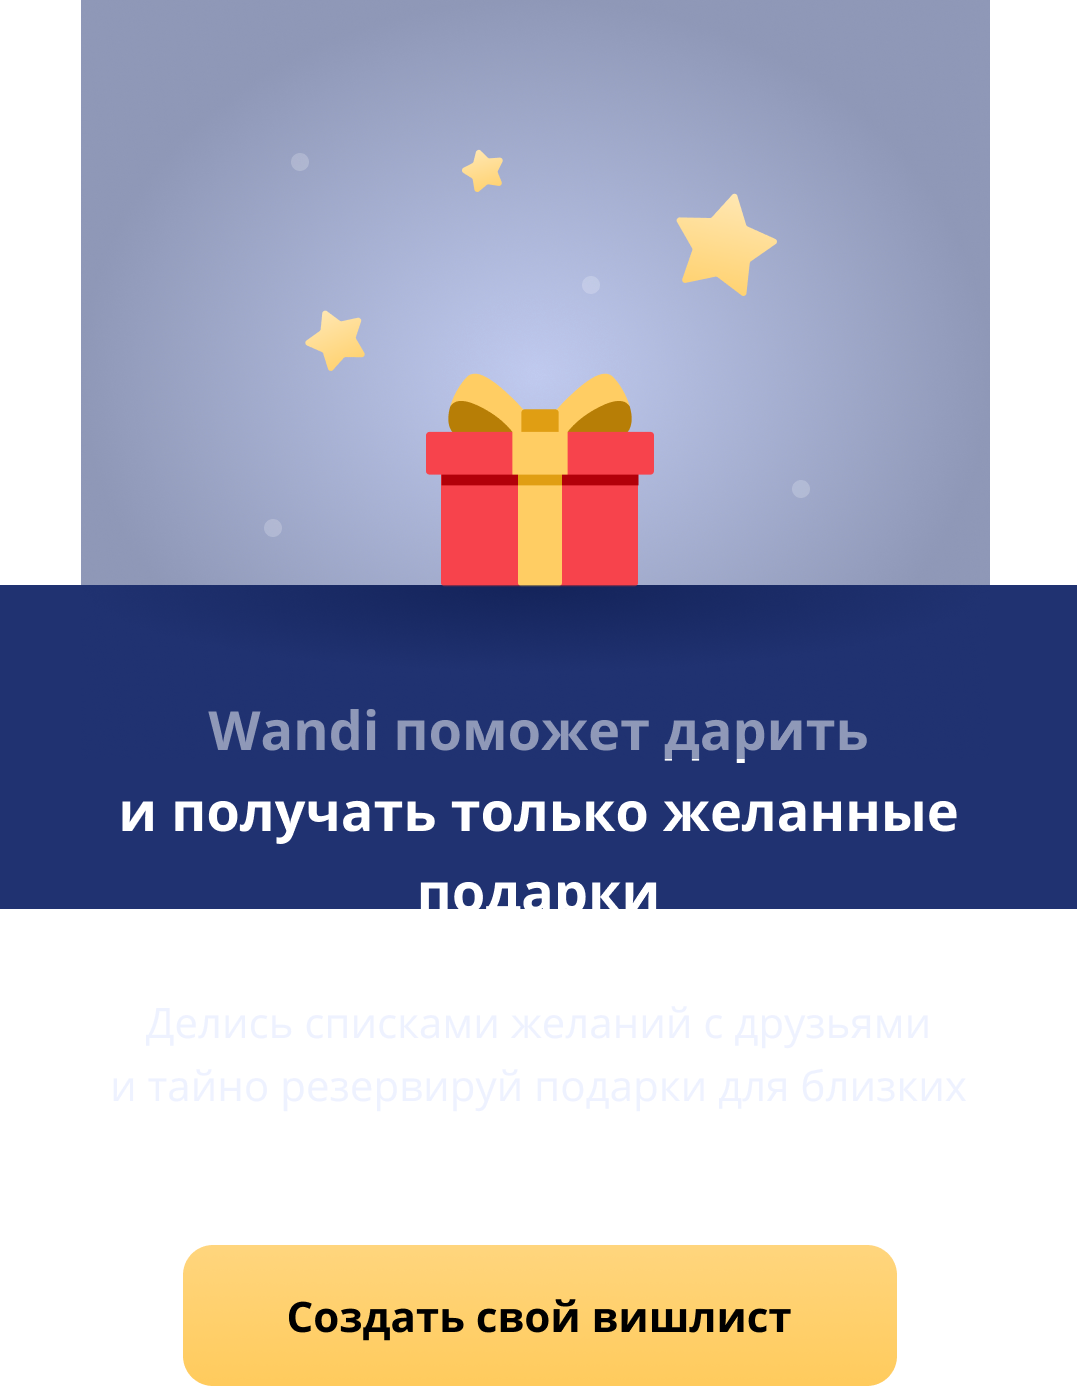 Wandi поможет дарить
и получать только желанные
подарки
Делись списками желаний с друзьями
и тайно резервируй подарки для близких
Создать свой вишлист